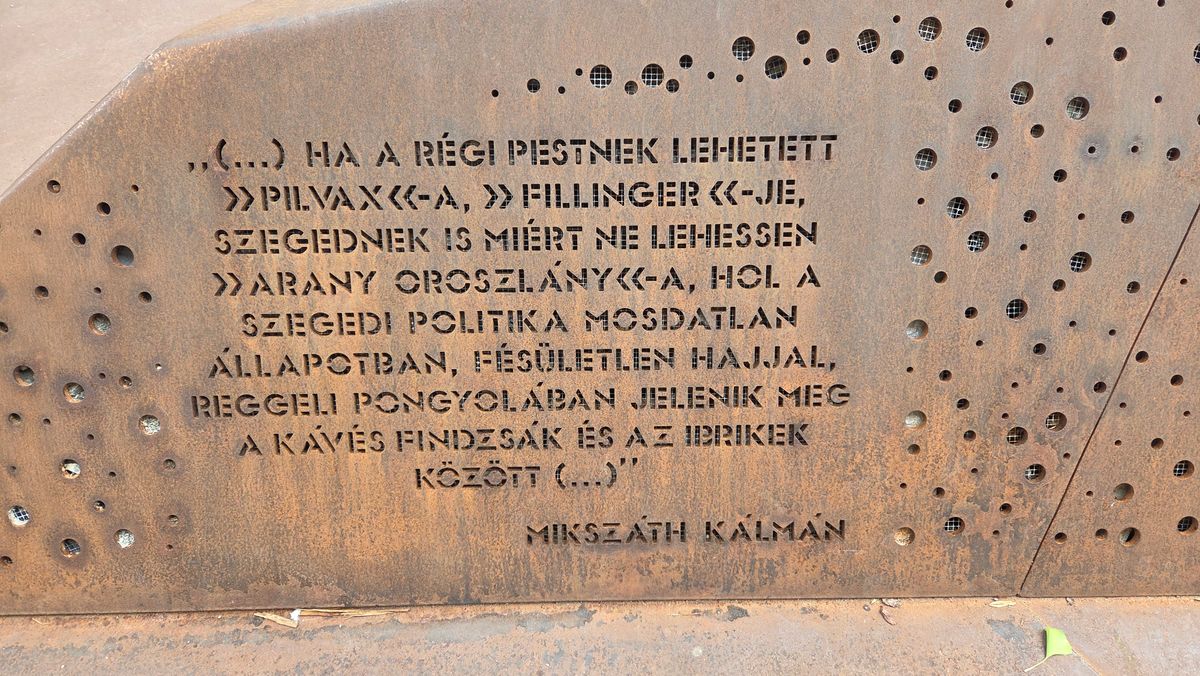 „(...) HA A RÉGI PESTNEK LEHETETT
»PILVAX«-A, »FILLINGER«-JE,
SZEGEDNEK IS MIÉRT NE LEHESSEN
»ARANY OROSZLÁNY«-A, HOL A
SZEGEDI POLITIKA MOSDATLAN
ÁLLAPOTBAN, FÉSÜLETLEN HAJJAL,
REGGELI PONGYOLÁBAN JELENIK MEG
A KÁVÉS FINDZSÁK ÉS AZ IBRIKEK
KÖZÖTT (...)”
MIKSZÁTH KÁLMÁN